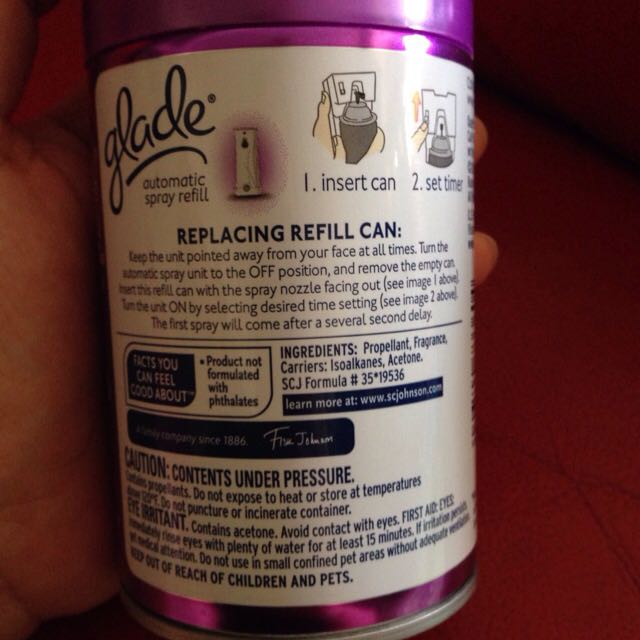 glade®
automatic
spray refill
1. insert can 2. set timer
REPLACING REFILL CAN:
Keep the unit pointed away from your face at all times. Turn the
automatic spray unit to the OFF position, and remove the empty can.
Insert this refill can with the spray nozzle facing out (see image 1 above).
Turn the unit ON by selecting desired time setting (see image 2 above).
The first spray will come after a several second delay.
FACTS YOU
CAN FEEL
GOOD ABOUT™
• Product not
formulated
with
phthalates
INGREDIENTS: Propellant, Fragrance,
Carriers: Isoalkanes, Acetone.
SCJ Formula # 35*19536
learn more at: www.scjohnson.com
A family company since 1886. Fisk Johnson
CAUTION: CONTENTS UNDER PRESSURE.
Contains propellants. Do not expose to heat or store at temperatures
above 120°F. Do not puncture or incinerate container.
EYE IRRITANT. Contains acetone. Avoid contact with eyes. FIRST AID: EYES:
Immediately rinse eyes with plenty of water for at least 15 minutes. If irritation persists,
get medical attention. Do not use in small confined pet areas without adequate ventilation.
KEEP OUT OF REACH OF CHILDREN AND PETS.